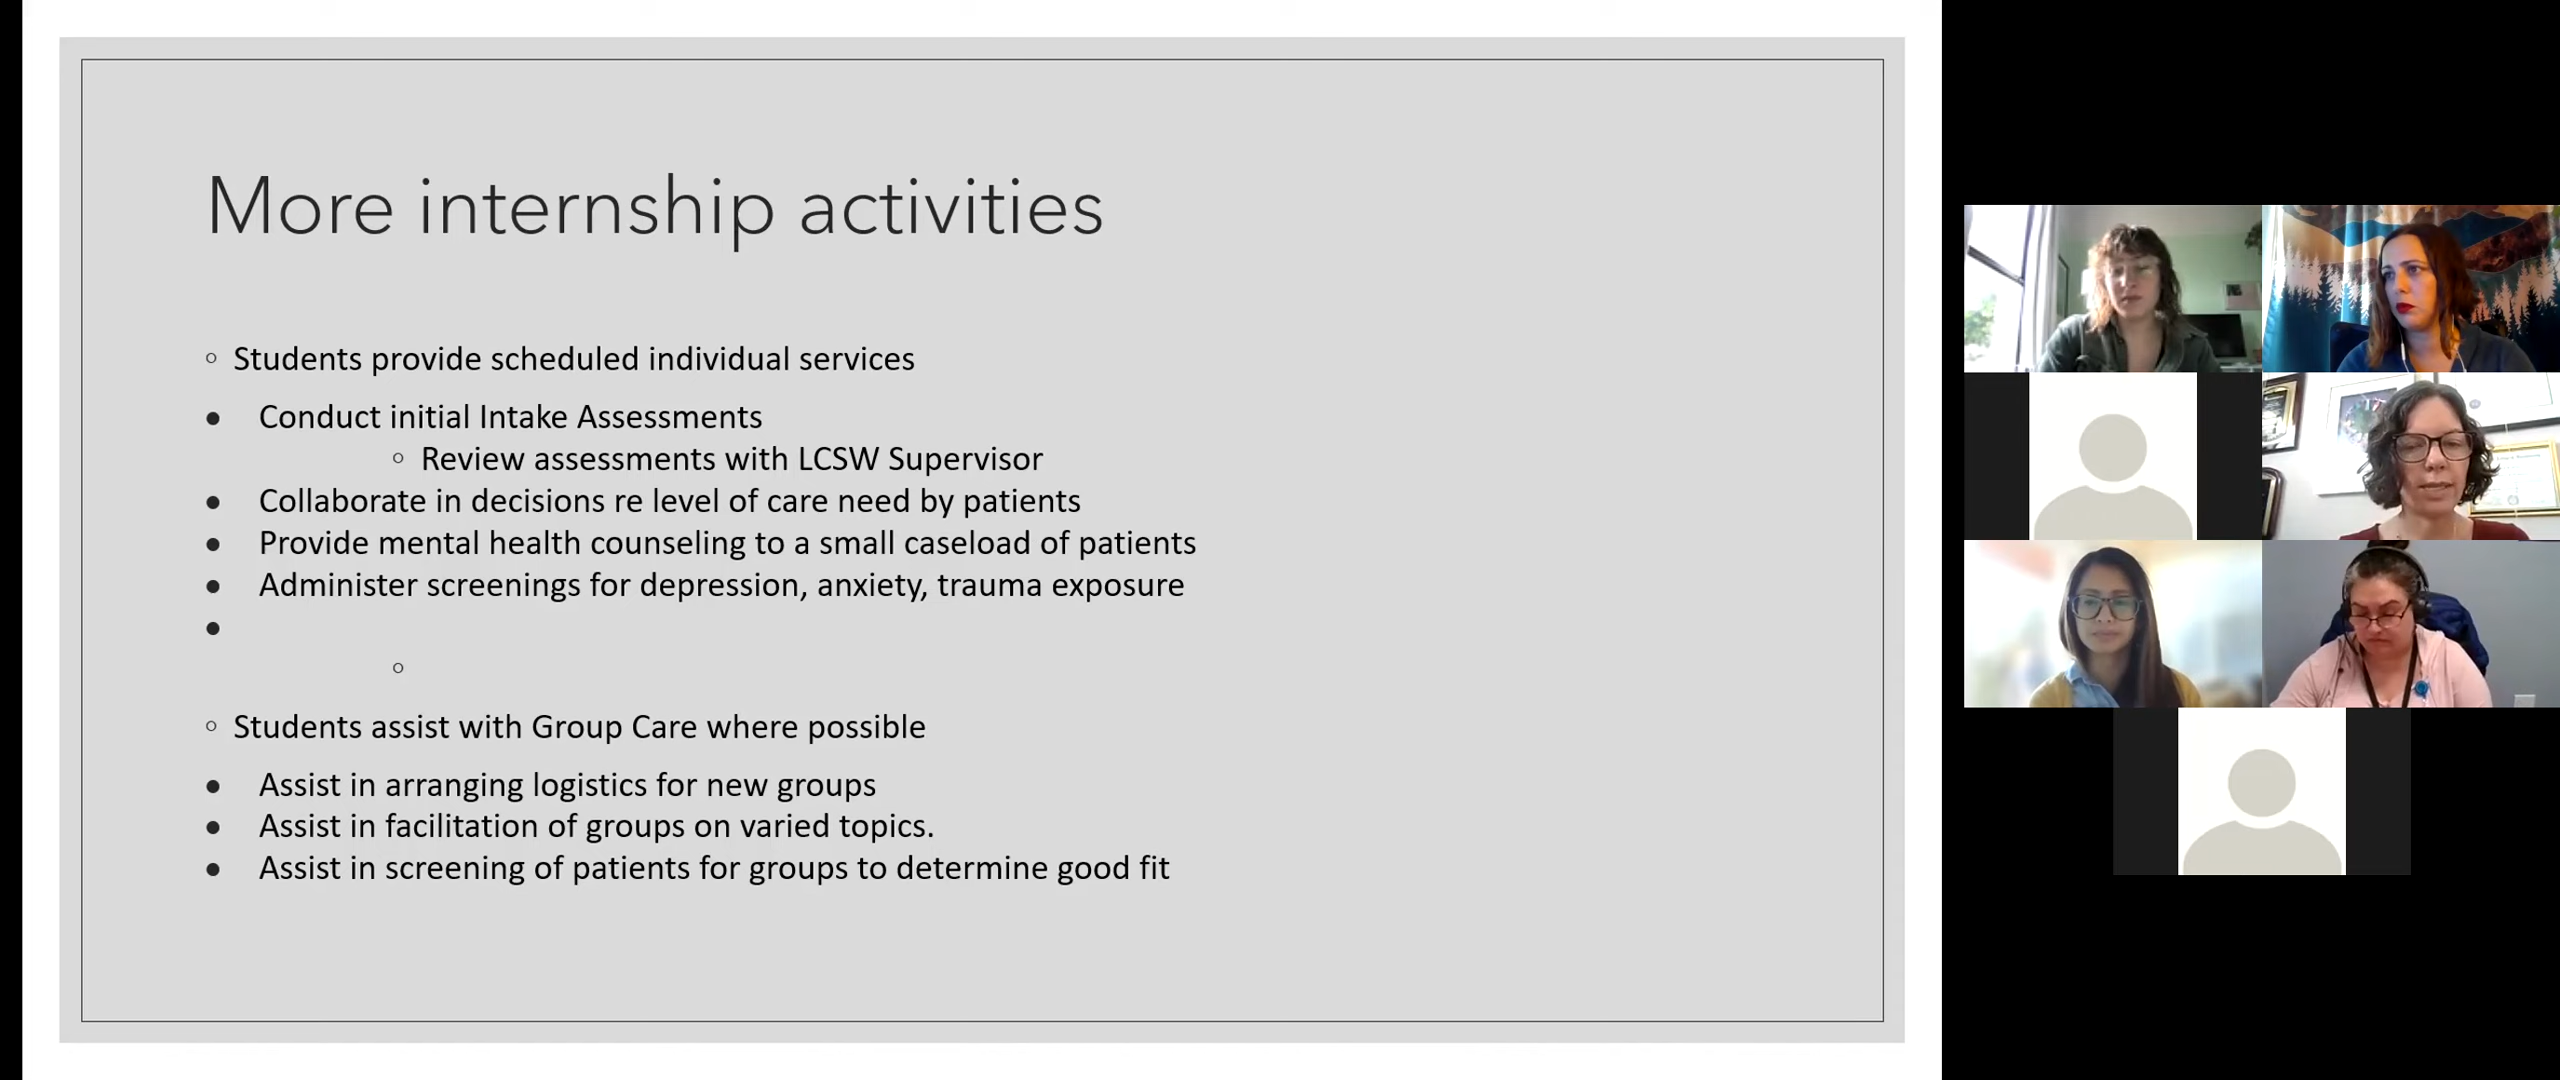 More internship activities
◦ Students provide scheduled individual services
● Conduct initial Intake Assessments
◦ Review assessments with LCSW Supervisor
● Collaborate in decisions re level of care need by patients
● Provide mental health counseling to a small caseload of patients
● Administer screenings for depression, anxiety, trauma exposure
●
◦
◦ Students assist with Group Care where possible
● Assist in arranging logistics for new groups
● Assist in facilitation of groups on varied topics.
● Assist in screening of patients for groups to determine good fit